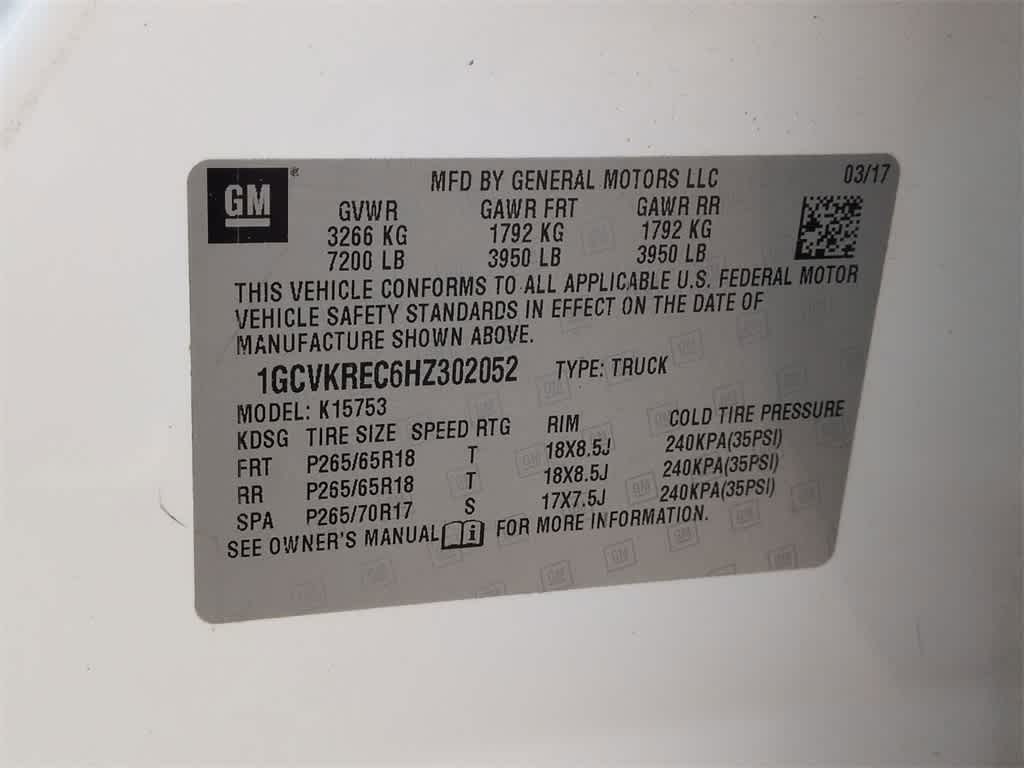 GM ®
MFD BY GENERAL MOTORS LLC 03/17
GVWR GAWR FRT GAWR RR
3266 KG 1792 KG 1792 KG
7200 LB 3950 LB 3950 LB
THIS VEHICLE CONFORMS TO ALL APPLICABLE U.S. FEDERAL MOTOR
VEHICLE SAFETY STANDARDS IN EFFECT ON THE DATE OF
MANUFACTURE SHOWN ABOVE.
1GCVKREC6HZ302052 TYPE: TRUCK
MODEL: K15753
KDSG TIRE SIZE SPEED RTG RIM COLD TIRE PRESSURE
FRT P265/65R18 T 18X8.5J 240KPA(35PSI)
RR P265/65R18 T 18X8.5J 240KPA(35PSI)
SPA P265/70R17 S 17X7.5J 240KPA(35PSI)
SEE OWNER'S MANUAL i FOR MORE INFORMATION.